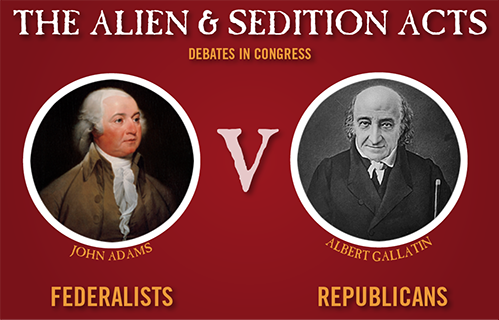 THE ALIEN & SEDITION ACTS
DEBATES IN CONGRESS
V
JOHN ADAMS
ALBERT GALLATIN
FEDERALISTS
REPUBLICANS